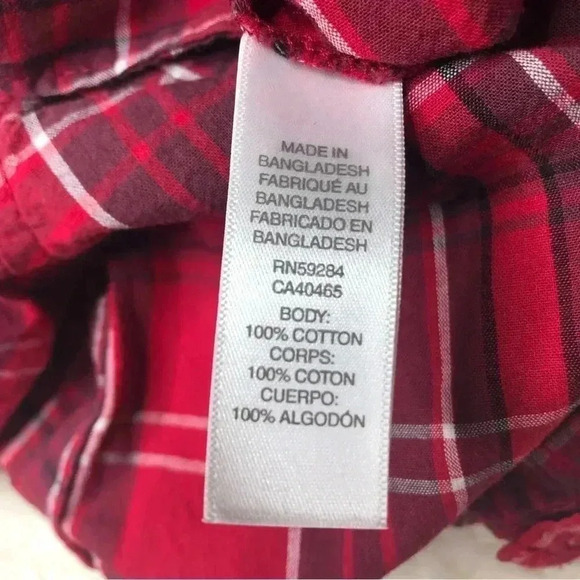 MADE IN
BANGLADESH
FABRIQUÉ AU
BANGLADESH
FABRICADO EN
BANGLADESH
RN59284
CA40465
BODY:
100% COTTON
CORPS:
100% COTON
CUERPO:
100% ALGODÓN